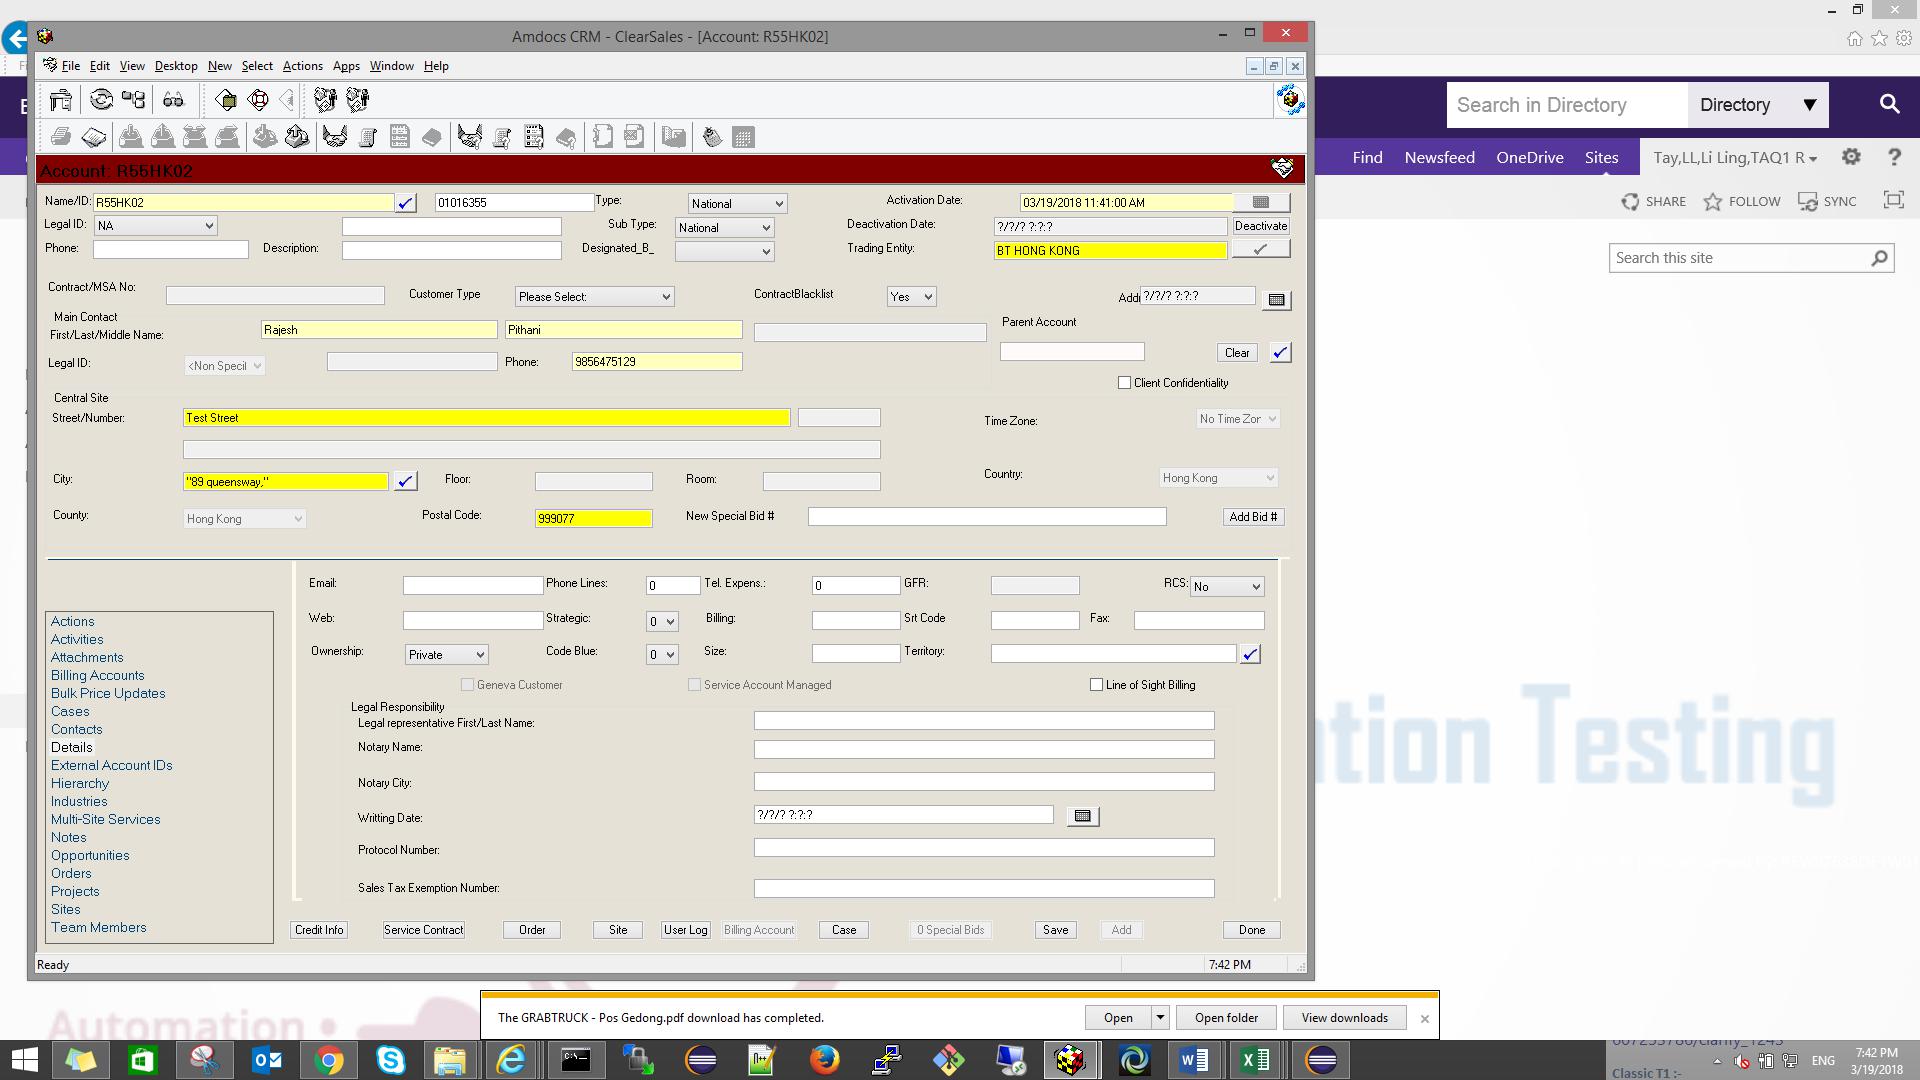 Amdocs CRM - ClearSales - [Account: R55HK02]
File Edit View Desktop New Select Actions Apps Window Help
Search in Directory Directory
Find Newsfeed OneDrive Sites Tay,LL,Li Ling,TAQ1 R
SHARE FOLLOW SYNC
Search this site
Account: R55HK02
Name/ID: R55HK02 01016355 Type: National Activation Date: 03/19/2018 11:41:00 AM
Legal ID: NA Sub Type: National Deactivation Date: ?/?/? ?:?:? Deactivate
Phone: Description: Designated_B_ Trading Entity: BT HONG KONG
Contract/MSA No: Customer Type Please Select: ContractBlacklist Yes Addi ?/?/? ?:?:?
Main Contact
First/Last/Middle Name: Rajesh Pithani Parent Account
Legal ID: <Non Specil Phone: 9856475129 Clear
Client Confidentiality
Central Site
Street/Number: Test Street Time Zone: No Time Zor
City: "89 queensway," Floor: Room: Country: Hong Kong
County: Hong Kong Postal Code: 999077 New Special Bid # Add Bid #
Email: Phone Lines: 0 Tel. Expens.: 0 GFR: RCS: No
Web: Strategic: 0 Billing: Srt Code Fax:
Ownership: Private Code Blue: 0 Size: Territory:
Geneva Customer Service Account Managed Line of Sight Billing
Legal Responsibility
Legal representative First/Last Name:
Notary Name:
Notary City:
Writting Date: ?/?/? ?:?:?
Protocol Number:
Sales Tax Exemption Number:
Actions
Activities
Attachments
Billing Accounts
Bulk Price Updates
Cases
Contacts
Details
External Account IDs
Hierarchy
Industries
Multi-Site Services
Notes
Opportunities
Orders
Projects
Sites
Team Members
Credit Info Service Contract Order Site User Log Billing Account Case 0 Special Bids Save Add Done
Ready 7:42 PM
tion Testing
Automation •
The GRABTRUCK - Pos Gedong.pdf download has completed. Open Open folder View downloads
Classic T1 :-
ENG 7:42 PM
3/19/2018